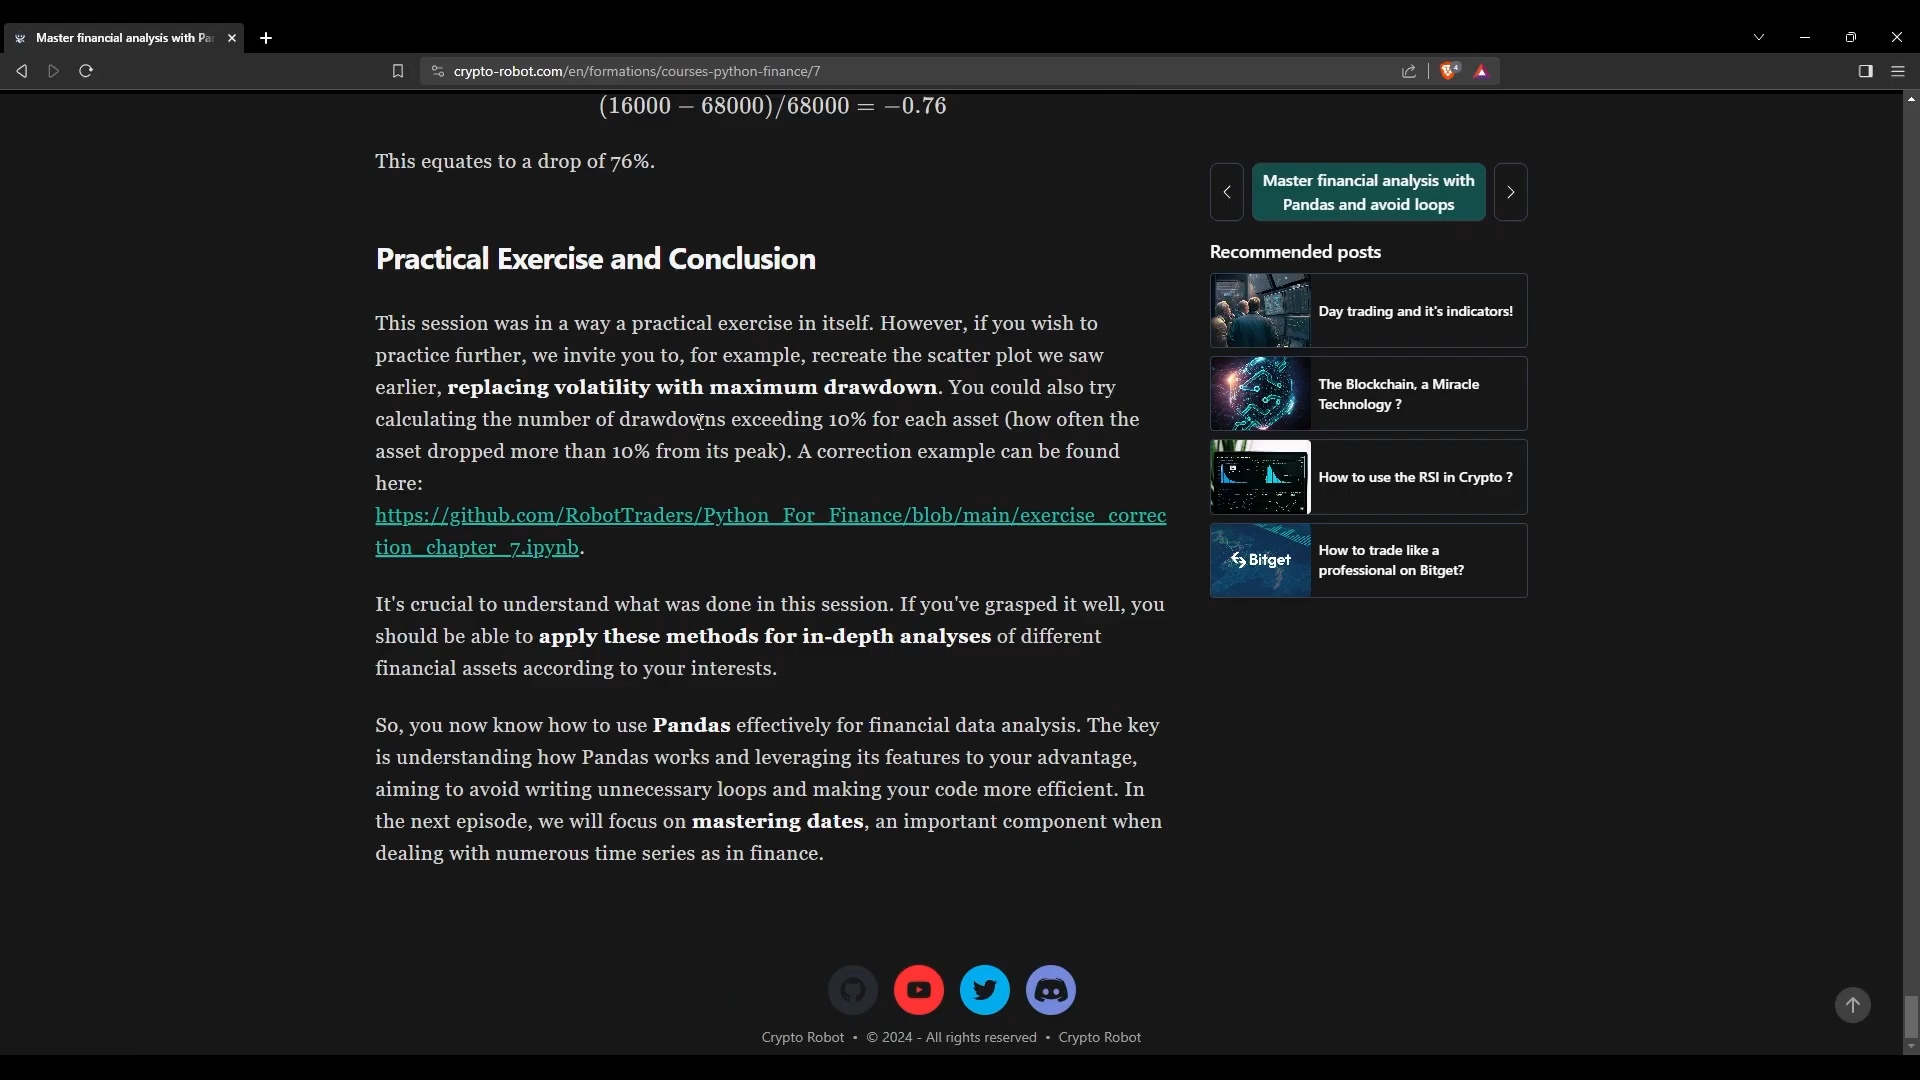 Master financial analysis with Pa
crypto-robot.com/en/formations/courses-python-finance/7
4
(16000 − 68000)/68000 = −0.76
This equates to a drop of 76%.
Practical Exercise and Conclusion
This session was in a way a practical exercise in itself. However, if you wish to
practice further, we invite you to, for example, recreate the scatter plot we saw
earlier, replacing volatility with maximum drawdown. You could also try
calculating the number of drawdowns exceeding 10% for each asset (how often the
asset dropped more than 10% from its peak). A correction example can be found
here:
https://github.com/RobotTraders/Python_For_Finance/blob/main/exercise_correc
tion_chapter_7.ipynb.
It's crucial to understand what was done in this session. If you've grasped it well, you
should be able to apply these methods for in-depth analyses of different
financial assets according to your interests.
So, you now know how to use Pandas effectively for financial data analysis. The key
is understanding how Pandas works and leveraging its features to your advantage,
aiming to avoid writing unnecessary loops and making your code more efficient. In
the next episode, we will focus on mastering dates, an important component when
dealing with numerous time series as in finance.
Master financial analysis with
Pandas and avoid loops
Recommended posts
Day trading and it's indicators!
The Blockchain, a Miracle
Technology ?
How to use the RSI in Crypto ?
Bitget
How to trade like a
professional on Bitget?
Crypto Robot • © 2024 - All rights reserved • Crypto Robot